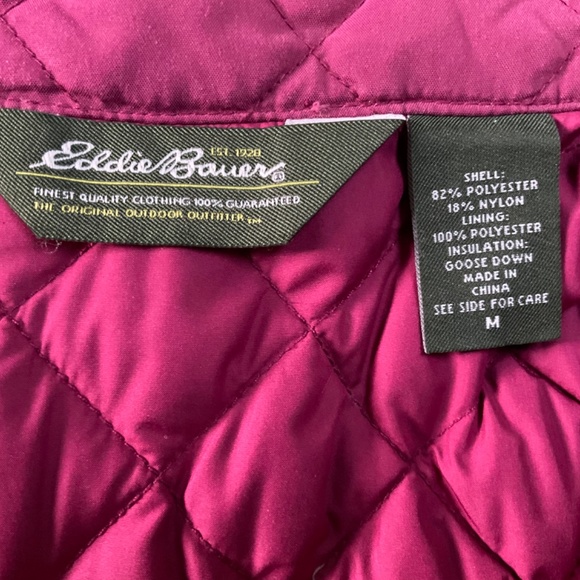 EST. 1920
Eddie Bauer®
FINEST QUALITY CLOTHING 100% GUARANTEED
THE ORIGINAL OUTDOOR OUTFITTER ™
SHELL:
82% POLYESTER
18% NYLON
LINING:
100% POLYESTER
INSULATION:
GOOSE DOWN
MADE IN
CHINA
SEE SIDE FOR CARE
M